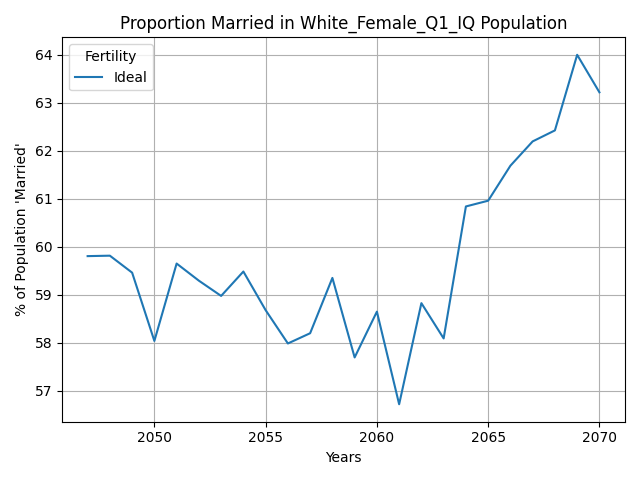 Proportion Married in White_Female_Q1_IQ Population
Fertility
Ideal
% of Population 'Married'
64
63
62
61
60
59
58
57
2050 2055 2060 2065 2070
Years